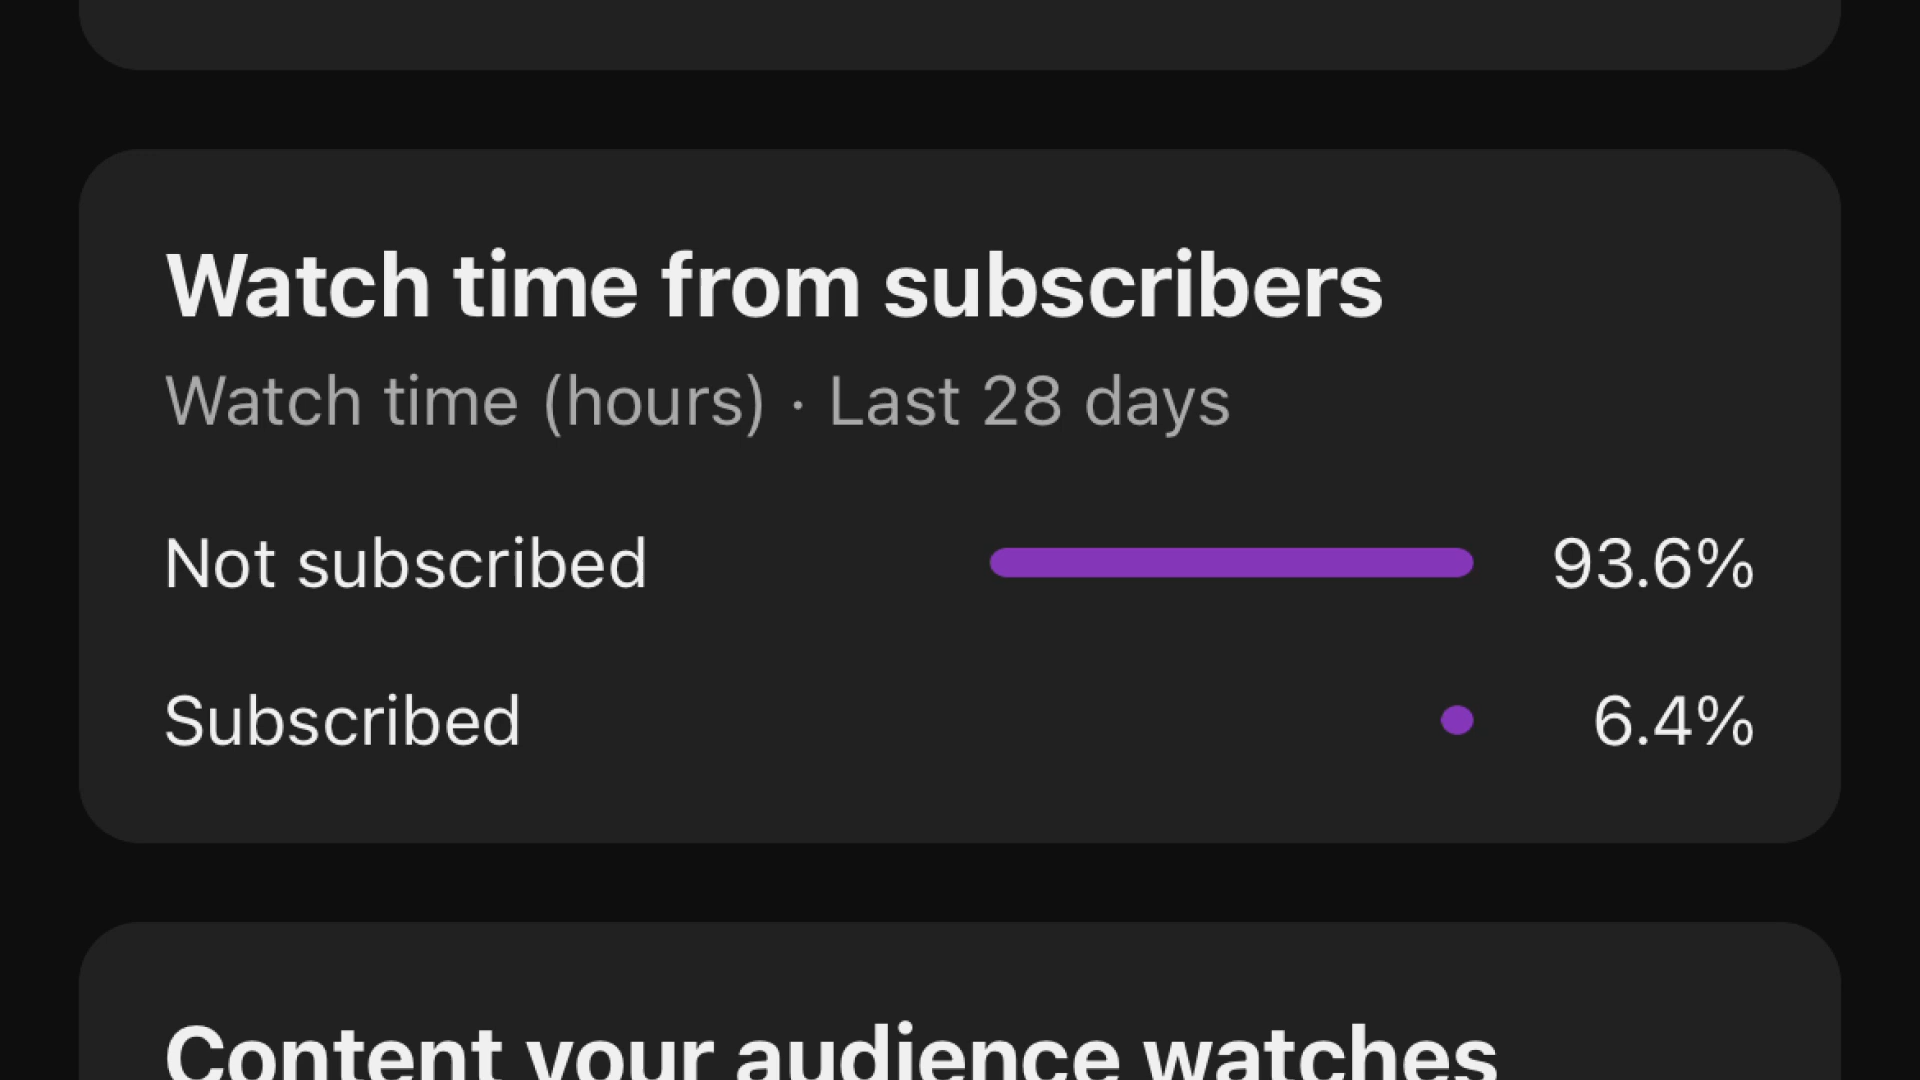 Watch time from subscribers
Watch time (hours) · Last 28 days
Not subscribed 93.6%
Subscribed 6.4%
Content your audience watches